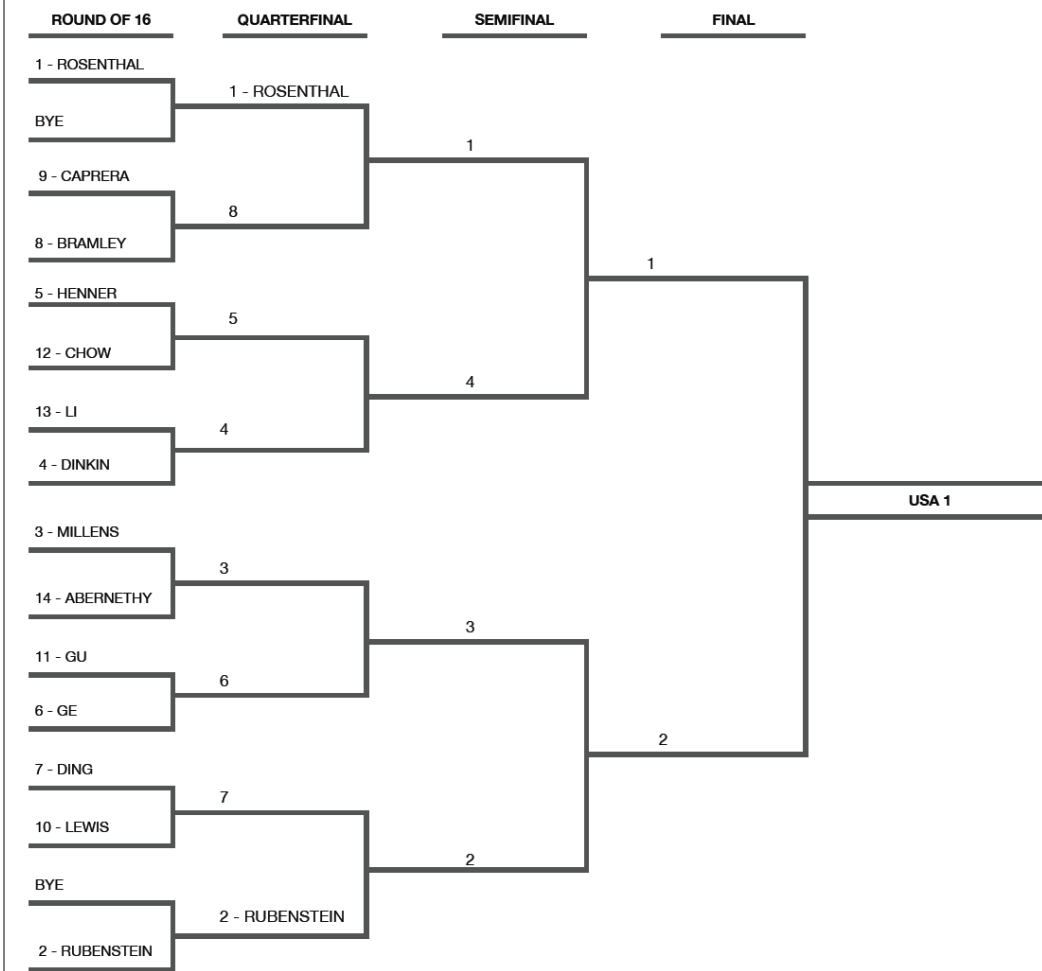 ROUND OF 16 QUARTERFINAL SEMIFINAL FINAL
1 - ROSENTHAL
1 - ROSENTHAL
BYE
1
9 - CAPRERA
8
8 - BRAMLEY
1
5 - HENNER
5
12 - CHOW
4
13 - LI
4
4 - DINKIN
USA 1
3 - MILLENS
3
14 - ABERNETHY
3
11 - GU
6
6 - GE
2
7 - DING
7
10 - LEWIS
2
BYE
2 - RUBENSTEIN
2 - RUBENSTEIN